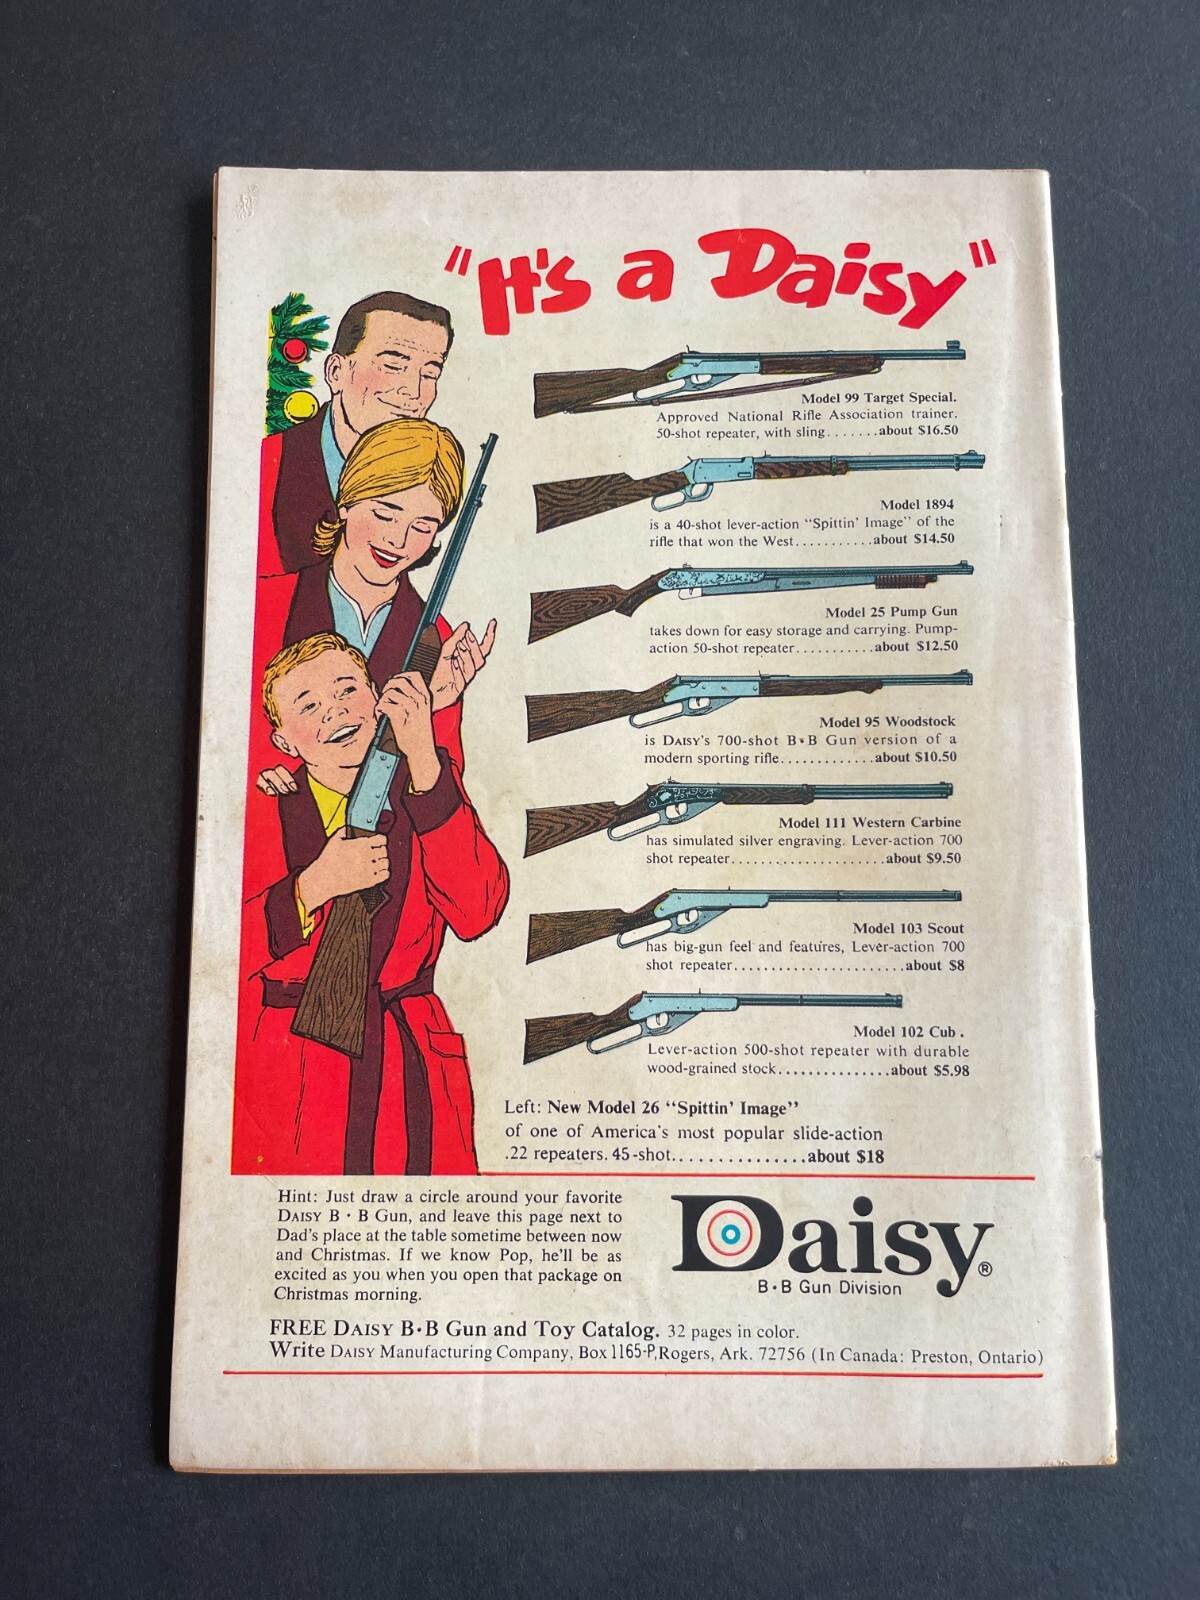 "It's a Daisy"
Model 99 Target Special.
Approved National Rifle Association trainer.
50-shot repeater, with sling.......about $16.50
Model 1894
is a 40-shot lever-action "Spittin' Image" of the
rifle that won the West...........about $14.50
Model 25 Pump Gun
takes down for easy storage and carrying. Pump-
action 50-shot repeater...........about $12.50
Model 95 Woodstock
is DAISY'S 700-shot B•B Gun version of a
modern sporting rifle.............about $10.50
Model 111 Western Carbine
has simulated silver engraving. Lever-action 700
shot repeater......................about $9.50
Model 103 Scout
has big-gun feel and features, Lever-action 700
shot repeater........................about $8
Model 102 Cub.
Lever-action 500-shot repeater with durable
wood-grained stock................about $5.98
Left: New Model 26 "Spittin' Image"
of one of America's most popular slide-action
.22 repeaters. 45-shot...............about $18
Hint: Just draw a circle around your favorite
DAISY B•B Gun, and leave this page next to
Dad's place at the table sometime between now
and Christmas. If we know Pop, he'll be as
excited as you when you open that package on
Christmas morning.
Daisy®
B•B Gun Division
FREE DAISY B•B Gun and Toy Catalog. 32 pages in color.
Write DAISY Manufacturing Company, Box 1165-P, Rogers, Ark. 72756 (In Canada: Preston, Ontario)